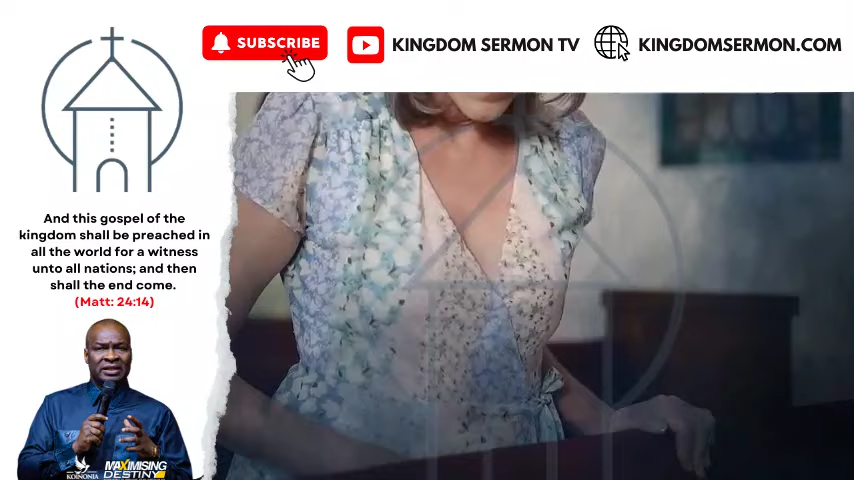 SUBSCRIBE
KINGDOM SERMON TV
KINGDOMSERMON.COM
And this gospel of the
kingdom shall be preached in
all the world for a witness
unto all nations; and then
shall the end come.
(Matt: 24:14)
KOINONIA
MAXIMISING
DESTINY